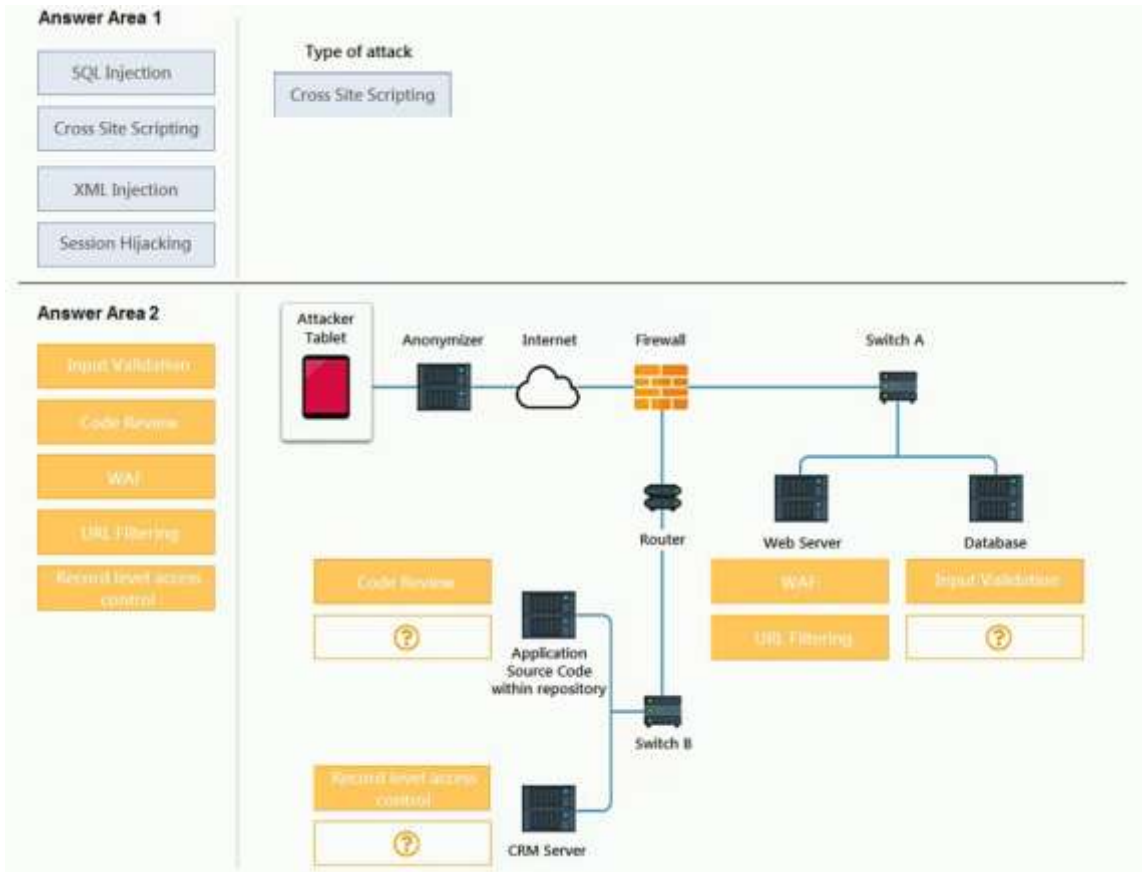 Answer Area 1
SQL Injection
Cross Site Scripting
XML Injection
Session Hijacking
Type of attack
Cross Site Scripting
Answer Area 2
Input Validation
Code Review
WAF
URL Filtering
Record level access
control
Attacker
Tablet
Anonymizer
Internet
Firewall
Switch A
Router
Web Server
Database
WAF
Input Validation
URL Filtering
?
Code Review
?
Application
Source Code
within repository
Switch B
Record level access
control
?
CRM Server